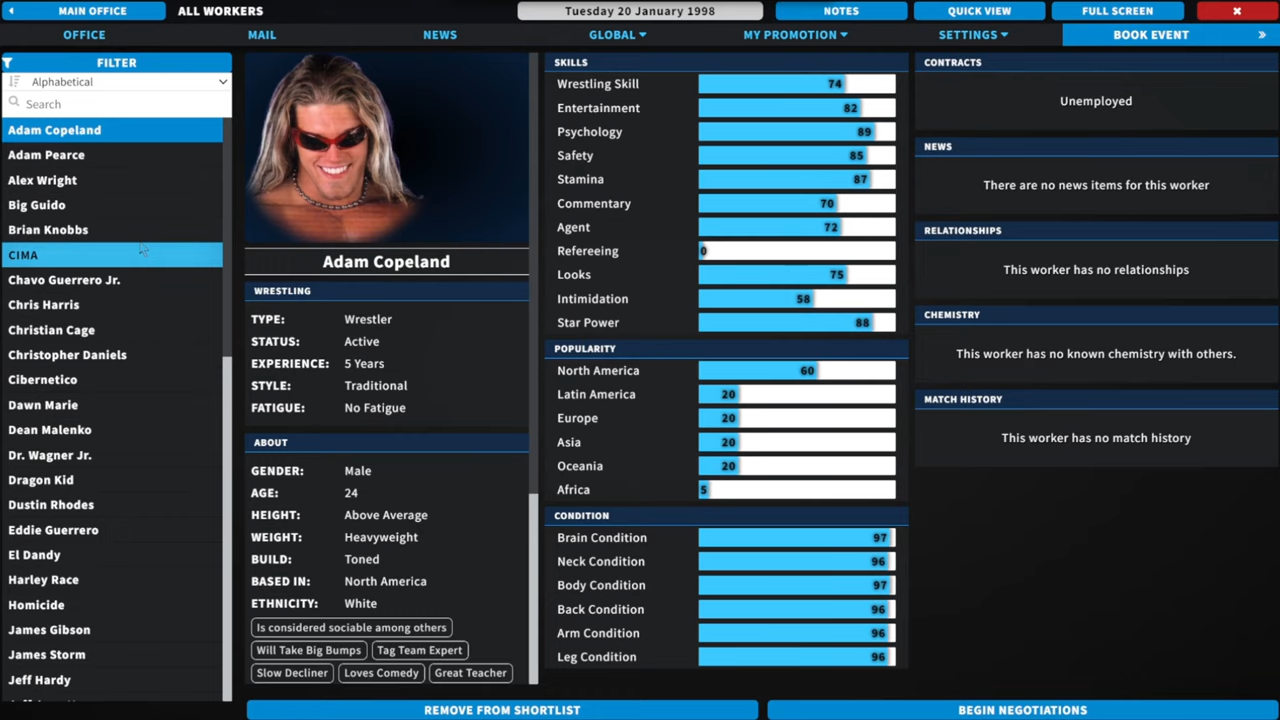 MAIN OFFICE
ALL WORKERS
Tuesday 20 January 1998
NOTES
QUICK VIEW
FULL SCREEN
OFFICE
MAIL
NEWS
GLOBAL
MY PROMOTION
SETTINGS
BOOK EVENT
FILTER
Alphabetical
Search
Adam Copeland
Adam Pearce
Alex Wright
Big Guido
Brian Knobbs
CIMA
Chavo Guerrero Jr.
Chris Harris
Christian Cage
Christopher Daniels
Cibernetico
Dawn Marie
Dean Malenko
Dr. Wagner Jr.
Dragon Kid
Dustin Rhodes
Eddie Guerrero
El Dandy
Harley Race
Homicide
James Gibson
James Storm
Jeff Hardy
Adam Copeland
WRESTLING
TYPE: Wrestler
STATUS: Active
EXPERIENCE: 5 Years
STYLE: Traditional
FATIGUE: No Fatigue
ABOUT
GENDER: Male
AGE: 24
HEIGHT: Above Average
WEIGHT: Heavyweight
BUILD: Toned
BASED IN: North America
ETHNICITY: White
Is considered sociable among others
Will Take Big Bumps Tag Team Expert
Slow Decliner Loves Comedy Great Teacher
SKILLS
Wrestling Skill 74
Entertainment 82
Psychology 89
Safety 85
Stamina 87
Commentary 70
Agent 72
Refereeing 0
Looks 75
Intimidation 58
Star Power 88
POPULARITY
North America 60
Latin America 20
Europe 20
Asia 20
Oceania 20
Africa 5
CONDITION
Brain Condition 97
Neck Condition 96
Body Condition 97
Back Condition 96
Arm Condition 96
Leg Condition 96
CONTRACTS
Unemployed
NEWS
There are no news items for this worker
RELATIONSHIPS
This worker has no relationships
CHEMISTRY
This worker has no known chemistry with others.
MATCH HISTORY
This worker has no match history
REMOVE FROM SHORTLIST
BEGIN NEGOTIATIONS